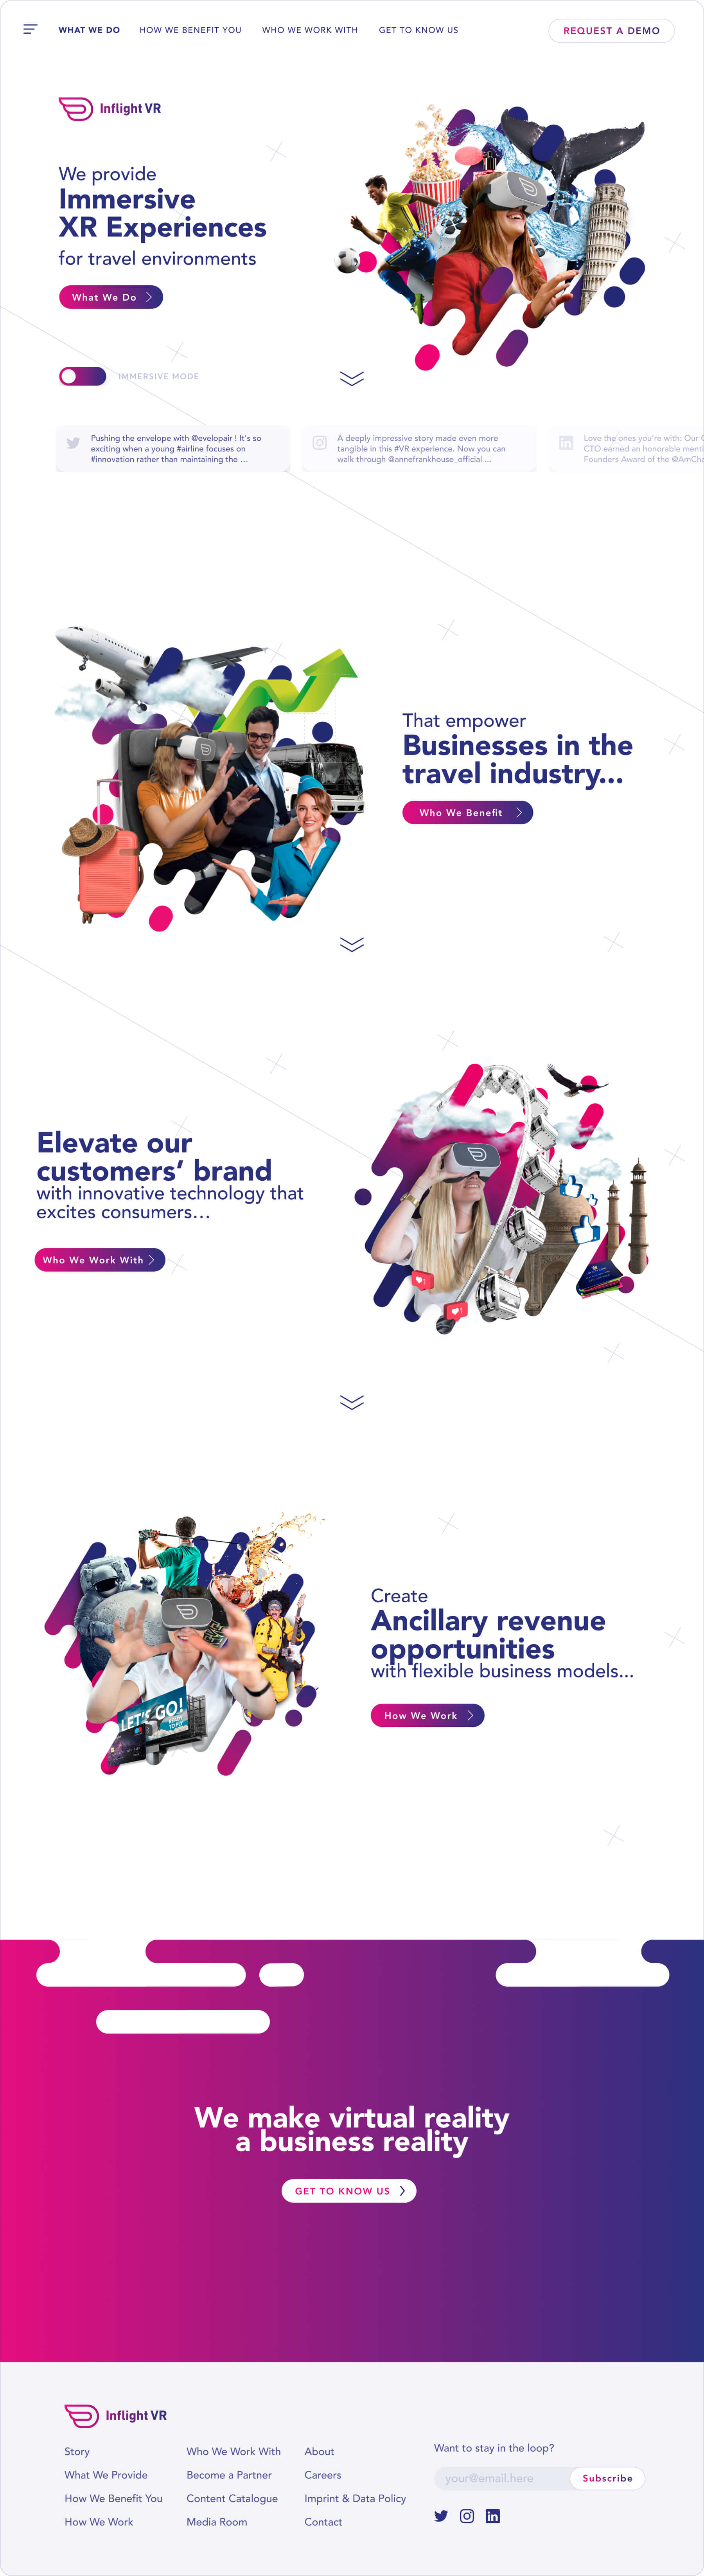 WHAT WE DO
HOW WE BENEFIT YOU
WHO WE WORK WITH
GET TO KNOW US
REQUEST A DEMO
Inflight VR
We provide
Immersive
XR Experiences
for travel environments
What We Do
IMMERSIVE MODE
Pushing the envelope with @evelopair ! It's so
exciting when a young #airline focuses on
#innovation rather than maintaining the ...
A deeply impressive story made even more
tangible in this #VR experience. Now you can
walk through @annefrankhouse_official ...
Love the ones you're with: Our
CTO earned an honorable
Founders Award of the
That empower
Businesses in the
travel industry...
Who We Benefit
Elevate our
customers' brand
with innovative technology that
excites consumers...
Who We Work With
Create
Ancillary revenue
opportunities
with flexible business models...
How We Work
LET'S GO!
READY
TO FLY
We make virtual reality
a business reality
GET TO KNOW US
Inflight VR
Story
What We Provide
How We Benefit You
How We Work
Who We Work With
Become a Partner
Content Catalogue
Media Room
About
Careers
Imprint & Data Policy
Contact
Want to stay in the loop?
your@email.here
Subscribe